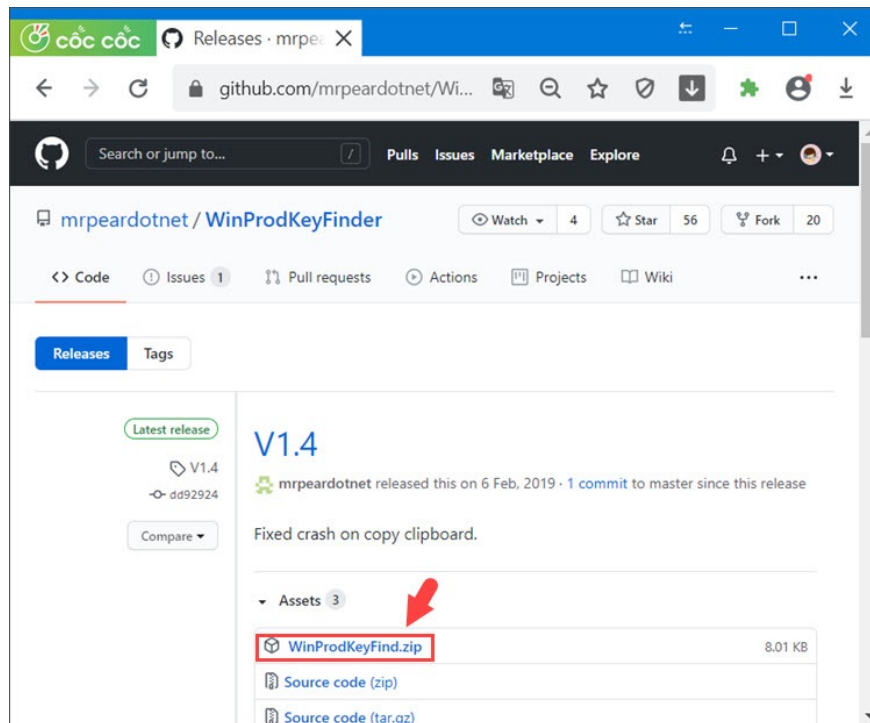 cốc cốc
Releases · mrpea
github.com/mrpeardotnet/Wi...
Search or jump to...
/
Pulls Issues Marketplace Explore
mrpeardotnet / WinProdKeyFinder
Watch 4
Star 56
Fork 20
<> Code
Issues 1
Pull requests
Actions
Projects
Wiki
...
Releases
Tags
Latest release
V1.4
dd92924
Compare
V1.4
mrpeardotnet released this on 6 Feb, 2019 · 1 commit to master since this release
Fixed crash on copy clipboard.
Assets 3
WinProdKeyFind.zip 8.01 KB
Source code (zip)
Source code (tar.gz)